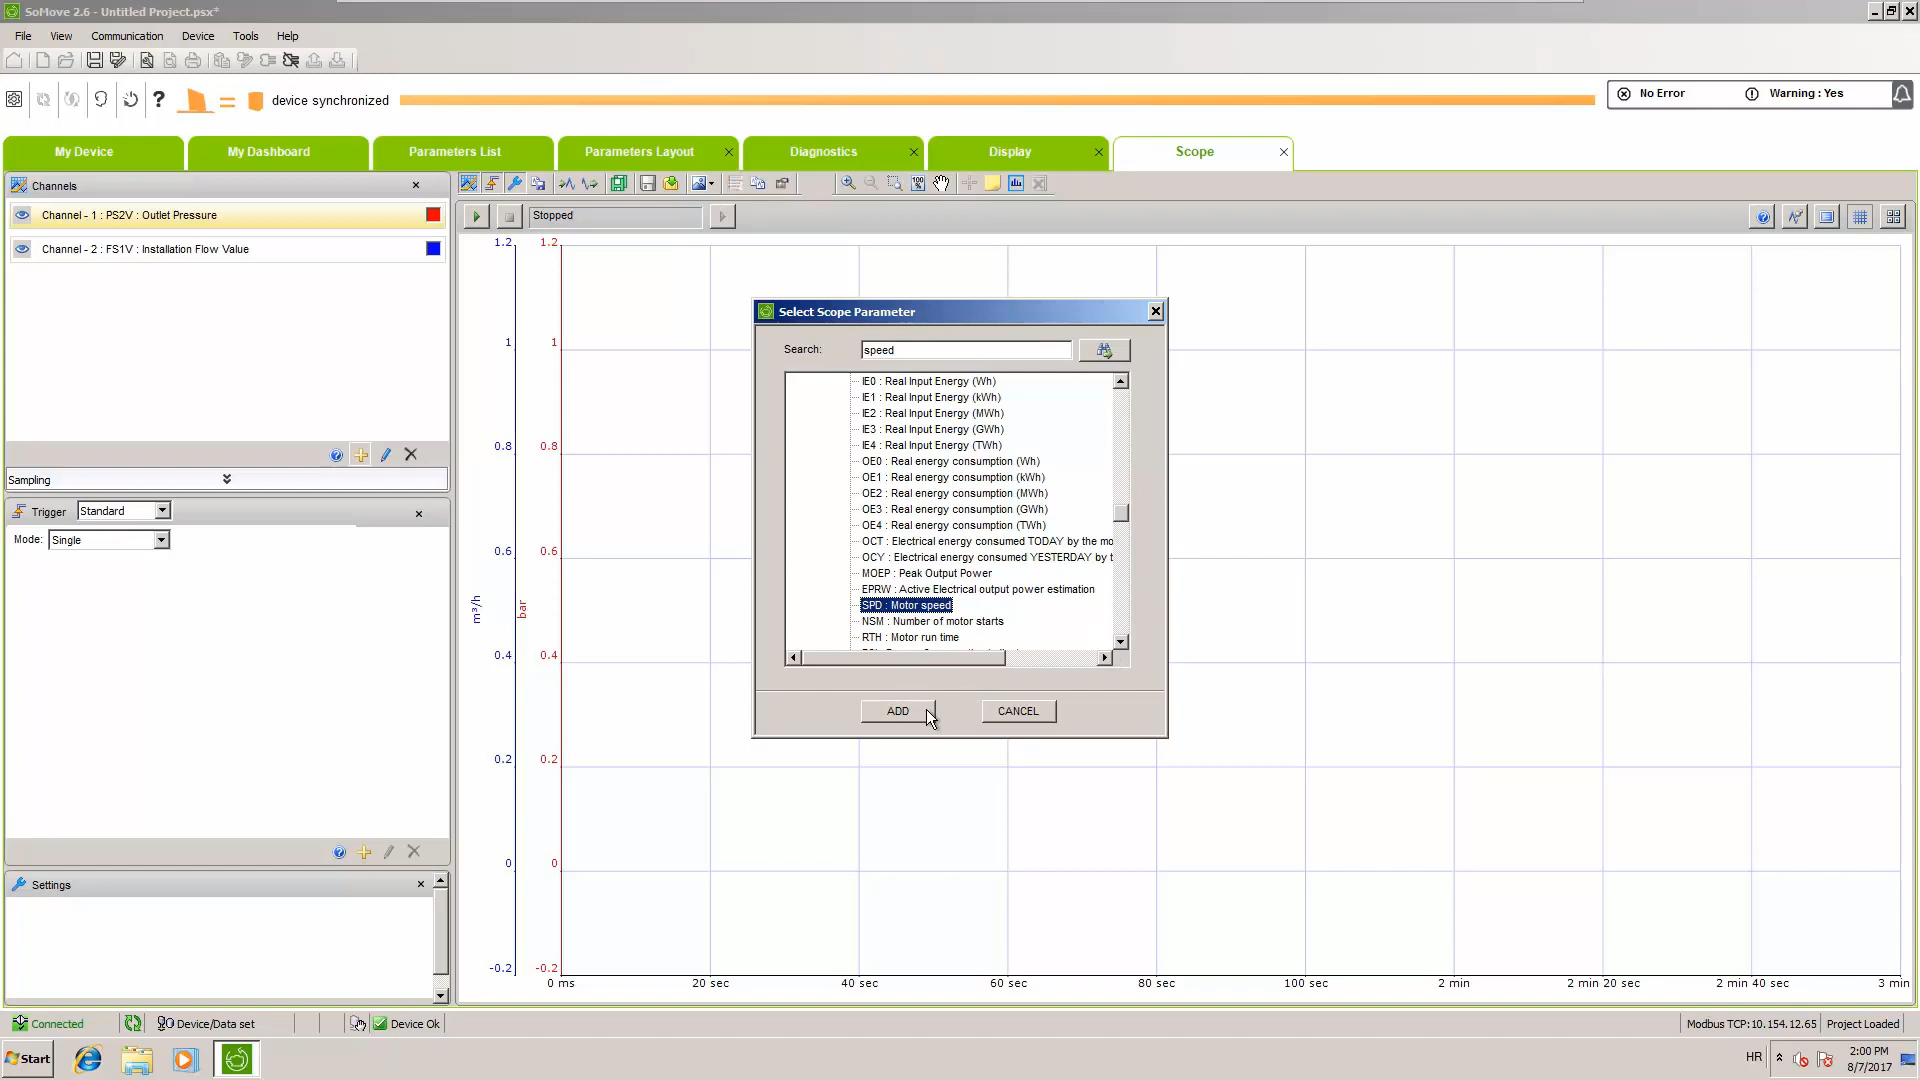 SoMove 2.6 - Untitled Project.psx*
File View Communication Device Tools Help
device synchronized
No Error
Warning : Yes
My Device
My Dashboard
Parameters List
Parameters Layout
Diagnostics
Display
Scope
Channels
Channel - 1 : PS2V : Outlet Pressure
Channel - 2 : FS1V : Installation Flow Value
Sampling
Trigger Standard
Mode: Single
Settings
Stopped
100 %
1.2 1.2
1 1
0.8 0.8
0.6 0.6
m³/h bar
0.4 0.4
0.2 0.2
0 0
-0.2 -0.2
0 ms 20 sec 40 sec 60 sec 80 sec 100 sec 2 min 2 min 20 sec 2 min 40 sec 3 min
Select Scope Parameter
Search: speed
IE0 : Real Input Energy (Wh)
IE1 : Real Input Energy (kWh)
IE2 : Real Input Energy (MWh)
IE3 : Real Input Energy (GWh)
IE4 : Real Input Energy (TWh)
OE0 : Real energy consumption (Wh)
OE1 : Real energy consumption (kWh)
OE2 : Real energy consumption (MWh)
OE3 : Real energy consumption (GWh)
OE4 : Real energy consumption (TWh)
OCT : Electrical energy consumed TODAY by the mo
OCY : Electrical energy consumed YESTERDAY by t
MOEP : Peak Output Power
EPRW : Active Electrical output power estimation
SPD : Motor speed
NSM : Number of motor starts
RTH : Motor run time
ADD CANCEL
Connected
Device/Data set
Device Ok
Modbus TCP:10.154.12.65
Project Loaded
Start
HR
2:00 PM
8/7/2017